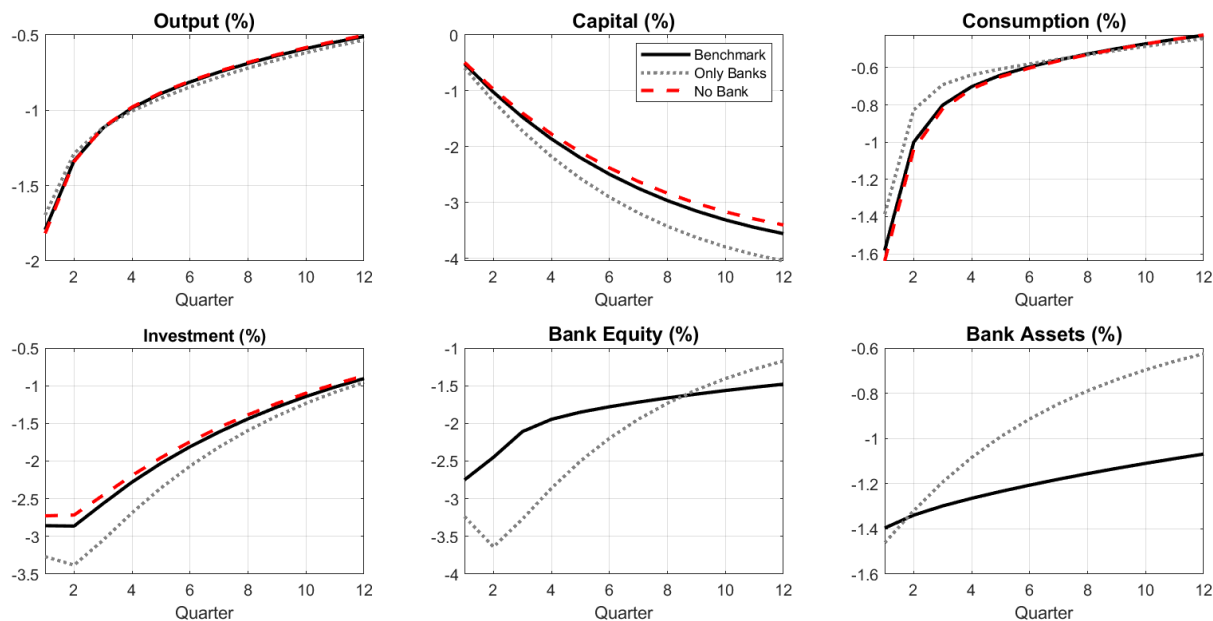 Output (%)
-0.5
-1
-1.5
-2
2 4 6 8 10 12
Quarter
Capital (%)
0
-1
-2
-3
-4
Benchmark
Only Banks
No Bank
2 4 6 8 10 12
Quarter
Consumption (%)
-0.6
-0.8
-1
-1.2
-1.4
-1.6
2 4 6 8 10 12
Quarter
Investment (%)
-0.5
-1
-1.5
-2
-2.5
-3
-3.5
2 4 6 8 10 12
Quarter
Bank Equity (%)
-1
-1.5
-2
-2.5
-3
-3.5
-4
2 4 6 8 10 12
Quarter
Bank Assets (%)
-0.6
-0.8
-1
-1.2
-1.4
-1.6
2 4 6 8 10 12
Quarter